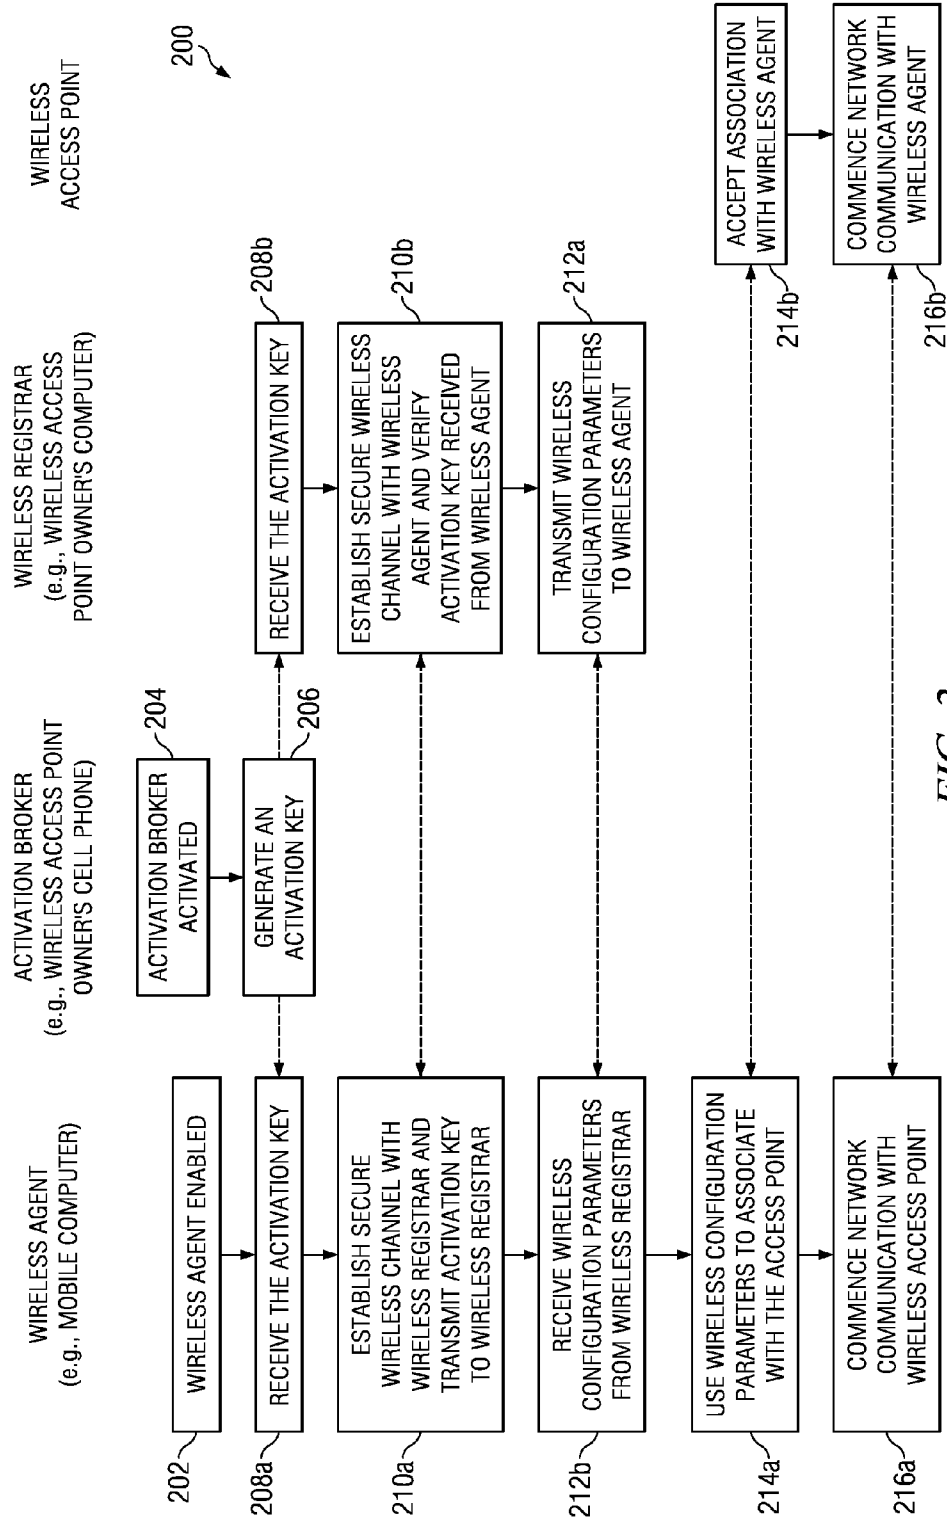 200
WIRELESS AGENT
(e.g., MOBILE COMPUTER)
ACTIVATION BROKER
(e.g., WIRELESS ACCESS POINT
OWNER'S CELL PHONE)
WIRELESS REGISTRAR
(e.g., WIRELESS ACCESS
POINT OWNER'S COMPUTER)
WIRELESS
ACCESS POINT
204
ACTIVATION BROKER
ACTIVATED
202
WIRELESS AGENT ENABLED
206
GENERATE AN
ACTIVATION KEY
208a
RECEIVE THE ACTIVATION KEY
208b
RECEIVE THE ACTIVATION KEY
210a
ESTABLISH SECURE
WIRELESS CHANNEL WITH
WIRELESS REGISTRAR AND
TRANSMIT ACTIVATION KEY
TO WIRELESS REGISTRAR
210b
ESTABLISH SECURE WIRELESS
CHANNEL WITH WIRELESS
AGENT AND VERIFY
ACTIVATION KEY RECEIVED
FROM WIRELESS AGENT
212b
RECEIVE WIRELESS
CONFIGURATION PARAMETERS
FROM WIRELESS REGISTRAR
212a
TRANSMIT WIRELESS
CONFIGURATION PARAMETERS
TO WIRELESS AGENT
214a
USE WIRELESS CONFIGURATION
PARAMETERS TO ASSOCIATE
WITH THE ACCESS POINT
214b
ACCEPT ASSOCIATION
WITH WIRELESS AGENT
216a
COMMENCE NETWORK
COMMUNICATION WITH
WIRELESS ACCESS POINT
216b
COMMENCE NETWORK
COMMUNICATION WITH
WIRELESS AGENT
FIG.